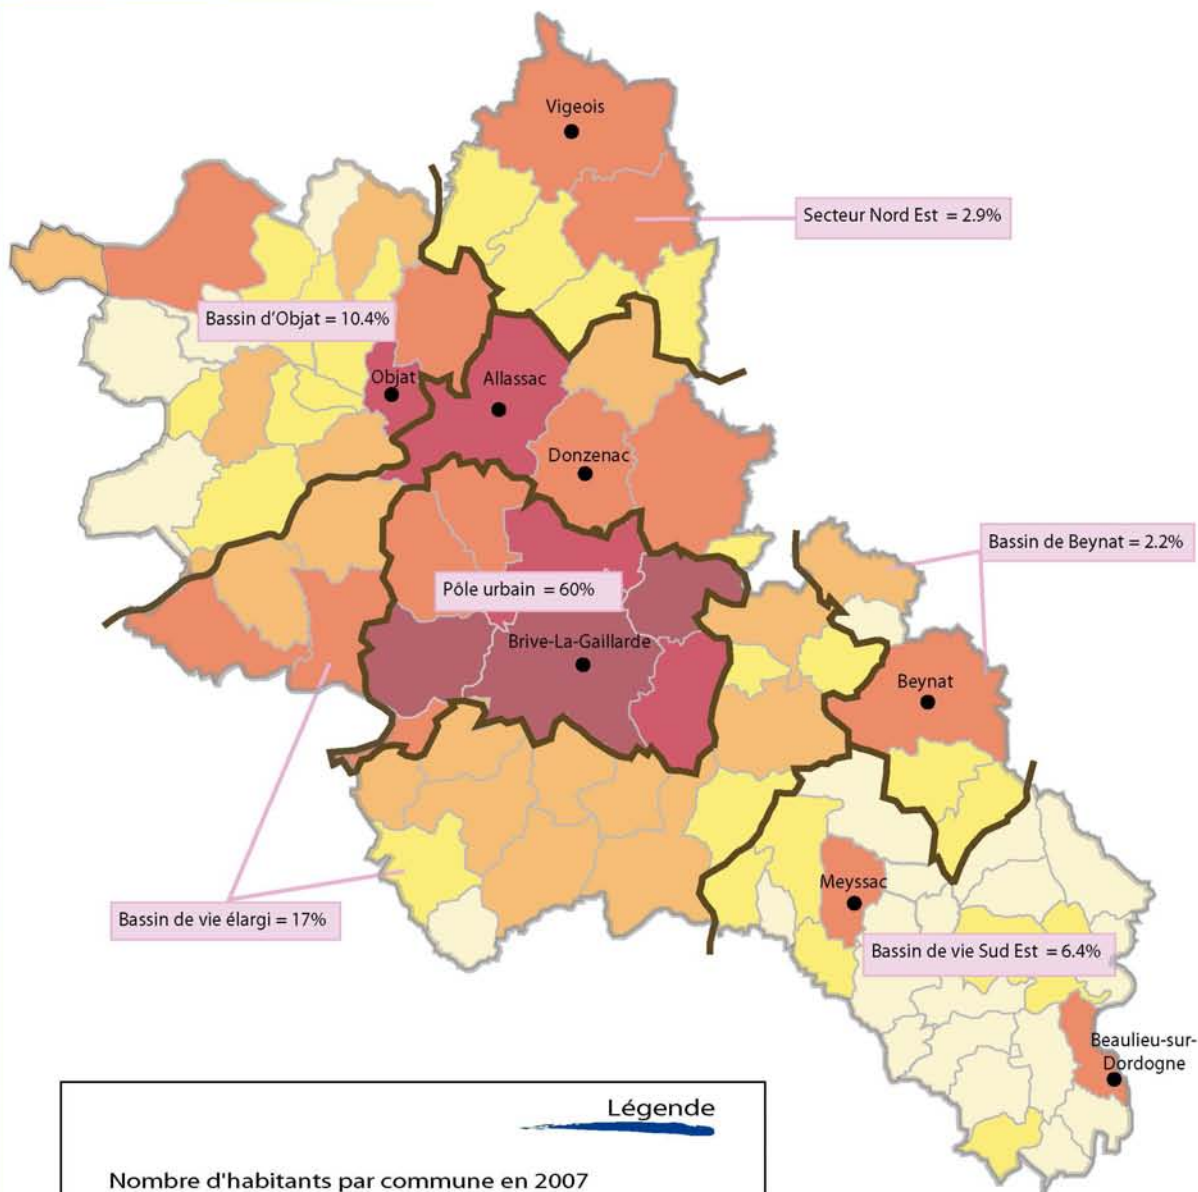 Vigeois
Secteur Nord Est = 2.9%
Bassin d'Objat = 10.4%
Objat
Allassac
Donzenac
Bassin de Beynat = 2.2%
Pôle urbain = 60%
Brive-La-Gaillarde
Beynat
Meyssac
Bassin de vie élargi = 17%
Bassin de vie Sud Est = 6.4%
Beaulieu-sur-
Dordogne
Légende
Nombre d'habitants par commune en 2007